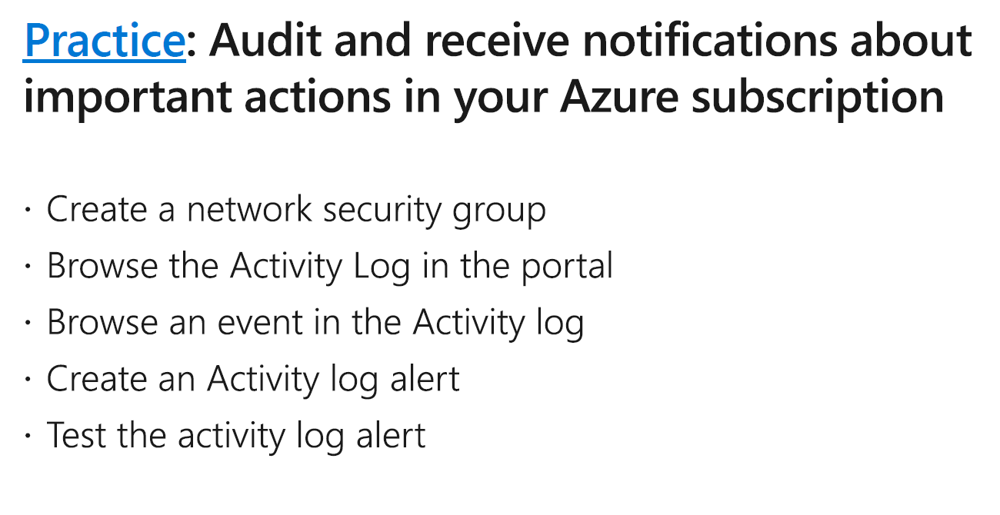 Practice: Audit and receive notifications about
important actions in your Azure subscription
· Create a network security group
· Browse the Activity Log in the portal
· Browse an event in the Activity log
· Create an Activity log alert
· Test the activity log alert